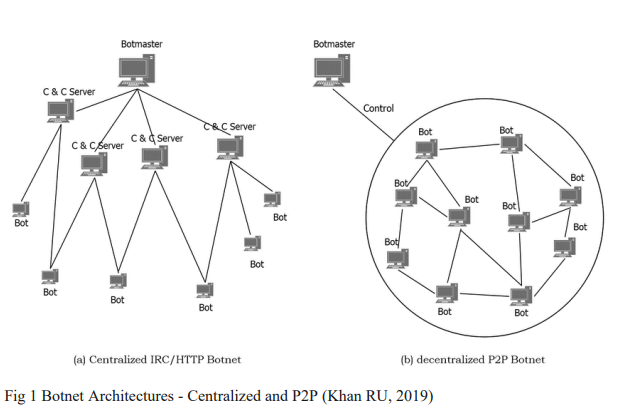 Botmaster
C & C Server
C & C Server
C & C Server
C & C Server
Bot
Bot
Bot
Bot
Bot
Bot
(a) Centralized IRC/HTTP Botnet
Botmaster
Control
Bot
Bot
Bot
Bot
Bot
Bot
Bot
Bot
Bot
Bot
(b) decentralized P2P Botnet
Fig 1 Botnet Architectures - Centralized and P2P (Khan RU, 2019)